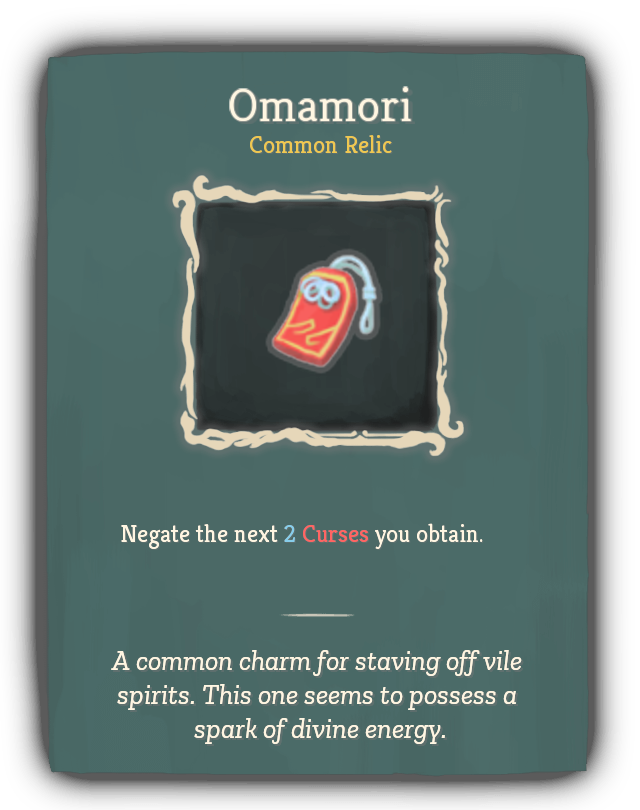 Omamori
Common Relic
Negate the next 2 Curses you obtain.
A common charm for staving off vile
spirits. This one seems to possess a
spark of divine energy.